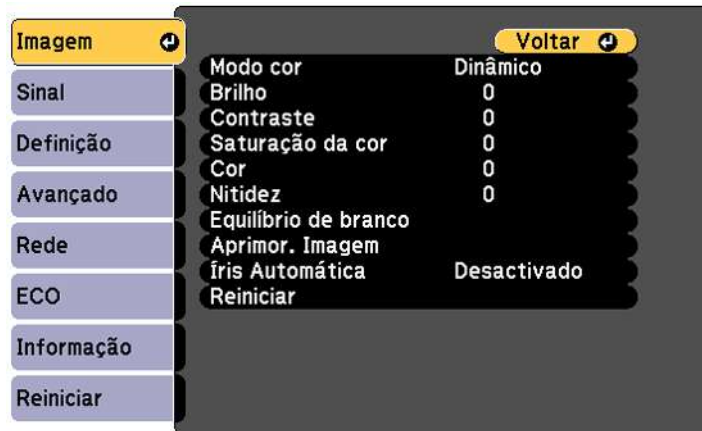 Imagem
Sinal
Definição
Avançado
Rede
ECO
Informação
Reiniciar
Voltar
Modo cor Dinâmico
Brilho 0
Contraste 0
Saturação da cor 0
Cor 0
Nitidez 0
Equilíbrio de branco
Aprimor. Imagem
Íris Automática Desactivado
Reiniciar